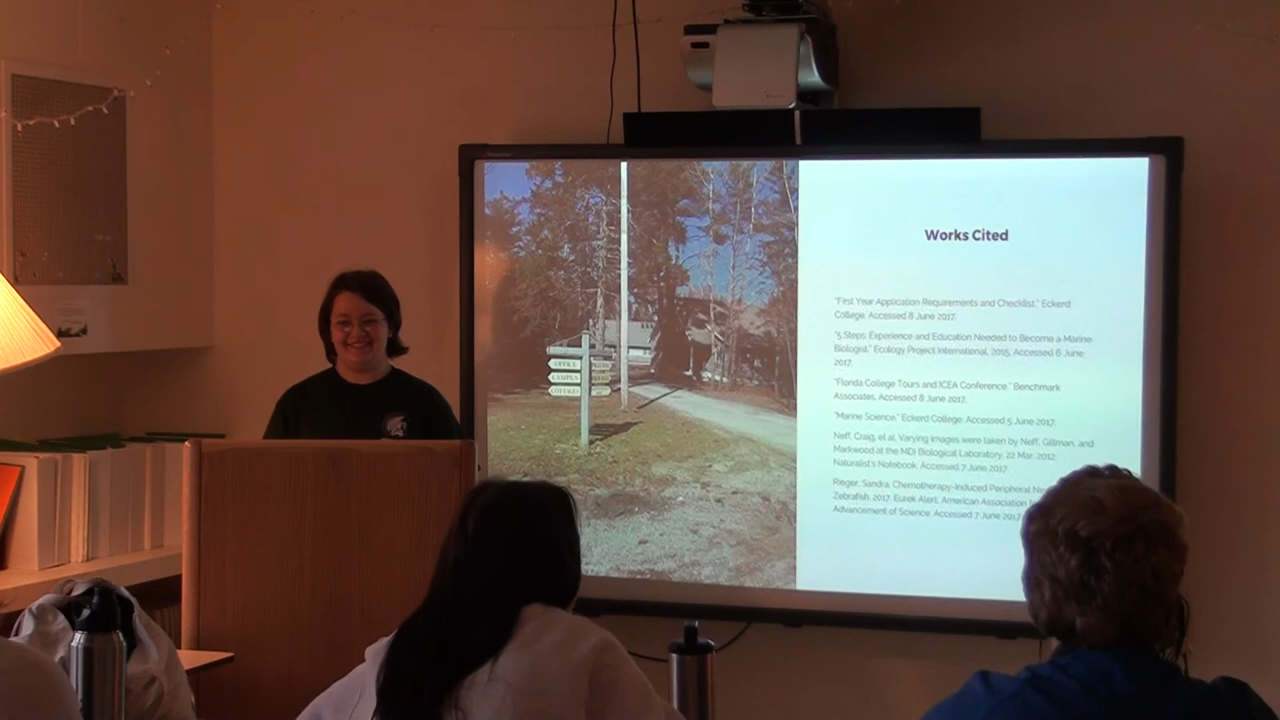 Works Cited
"First Year Application Requirements and Checklist." Eckerd
College. Accessed 8 June 2017.
"5 Steps: Experience and Education Needed to Become a Marine
Biologist." Ecology Project International, 2015. Accessed 6 June
2017.
"Florida College Tours and ICEA Conference." Benchmark
Associates. Accessed 8 June 2017.
"Marine Science." Eckerd College. Accessed 5 June 2017.
Neff, Craig, et al. Varying images were taken by Neff, Gillman, and
Markwood at the MDI Biological Laboratory. 22 Mar. 2012.
Naturalist's Notebook. Accessed 7 June 2017.
Rieger, Sandra, Chemotherapy-Induced Peripheral
Zebrafish. 2017. Eurek Alert, American Association
Advancement of Science. Accessed 7 June 2017
OFFICE
CAMPUS
COTTAGES